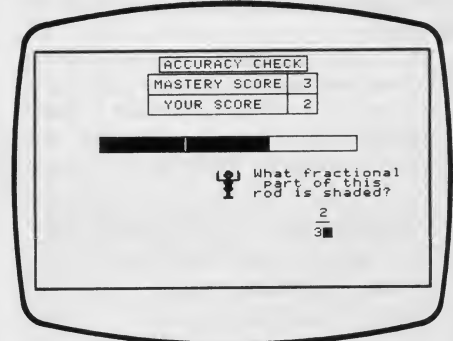 ACCURACY CHECK
MASTERY SCORE 3
YOUR SCORE 2
What fractional
part of this
rod is shaded?
2
3